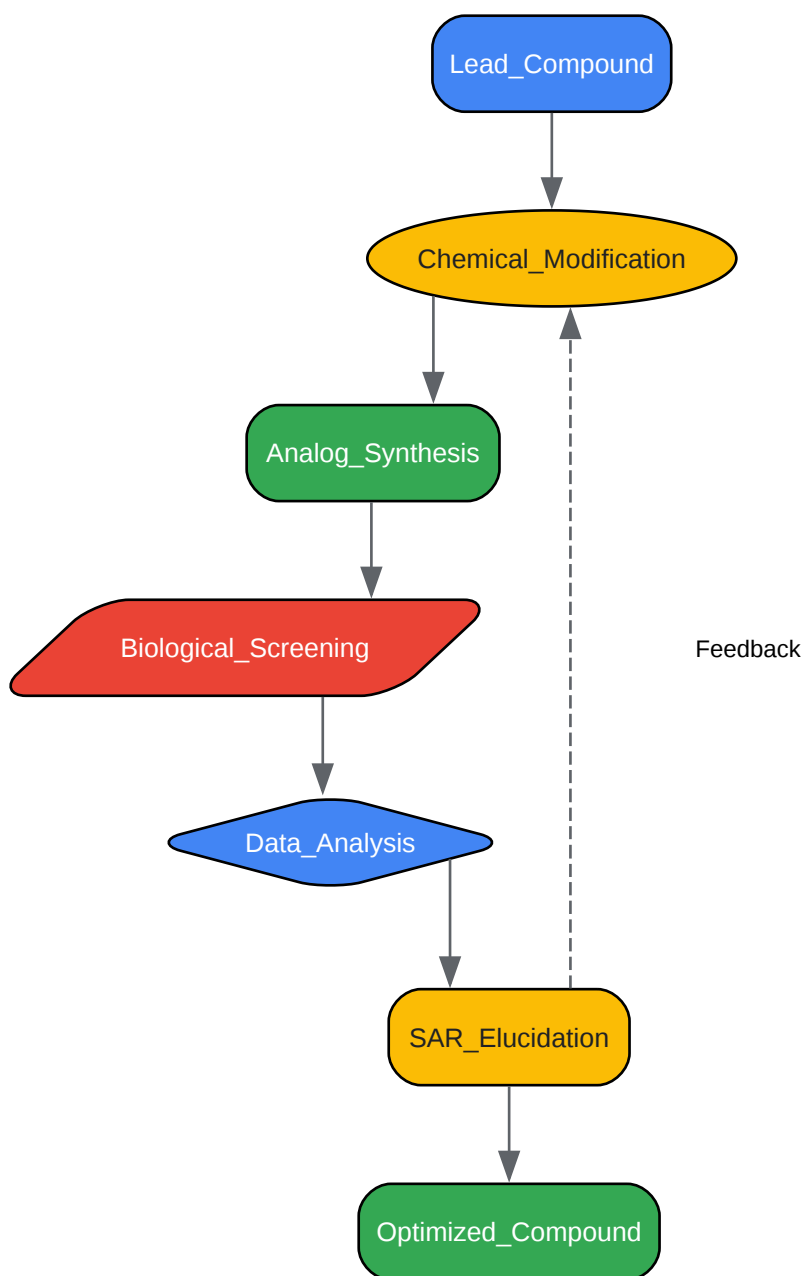 Lead_Compound
Chemical_Modification
Analog_Synthesis
Biological_Screening
Feedback
Data_Analysis
SAR_Elucidation
Optimized_Compound